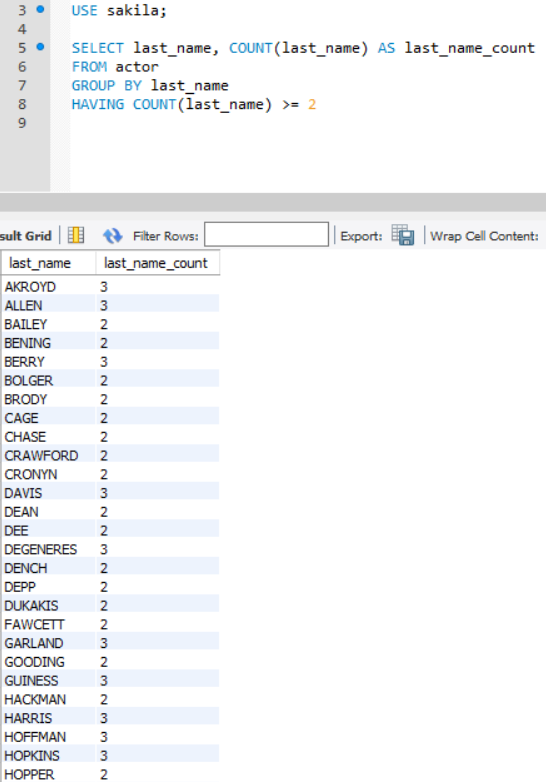 3 USE sakila;
4
5 SELECT last_name, COUNT(last_name) AS last_name_count
6 FROM actor
7 GROUP BY last_name
8 HAVING COUNT(last_name) >= 2
9
sult Grid Filter Rows: Export: Wrap Cell Content:
last_name last_name_count
AKROYD 3
ALLEN 3
BAILEY 2
BENING 2
BERRY 3
BOLGER 2
BRODY 2
CAGE 2
CHASE 2
CRAWFORD 2
CRONYN 2
DAVIS 3
DEAN 2
DEE 2
DEGENERES 3
DENCH 2
DEPP 2
DUKAKIS 2
FAWCETT 2
GARLAND 3
GOODING 2
GUINESS 3
HACKMAN 2
HARRIS 3
HOFFMAN 3
HOPKINS 3
HOPPER 2